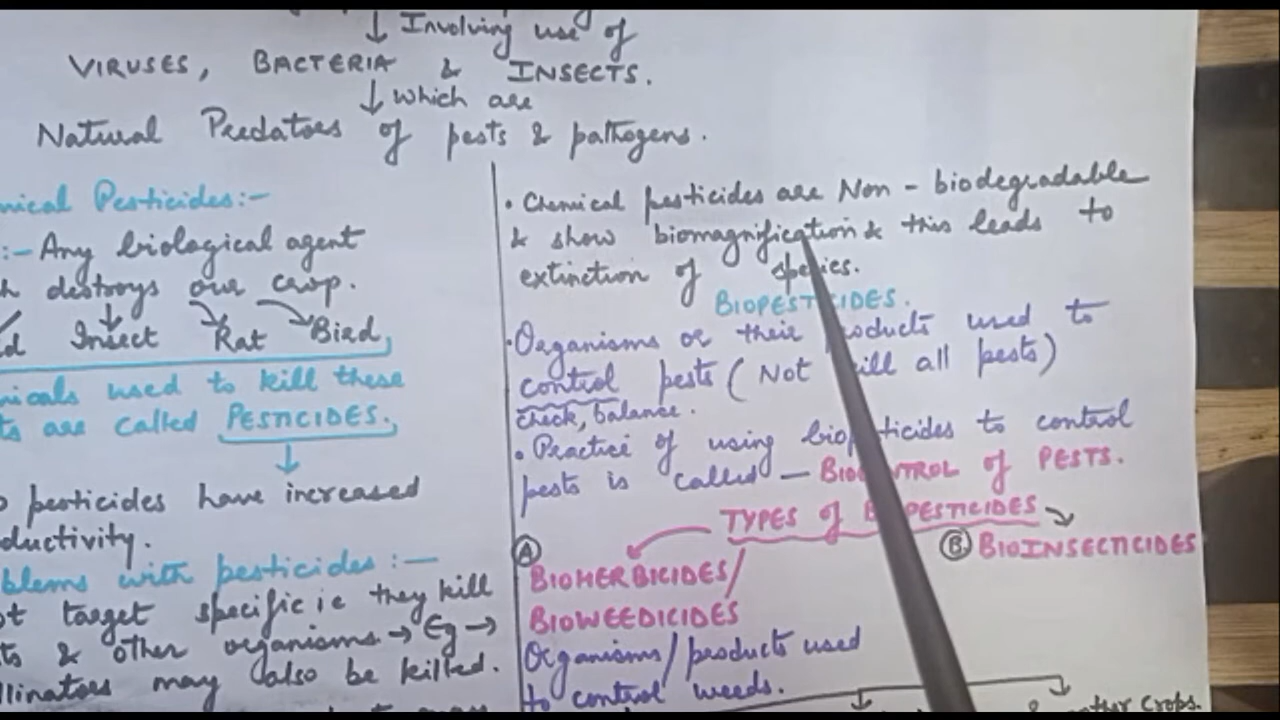 ↓ Involving use of
VIRUSES, BACTERIA & INSECTS.
↓ which are
Natural Predators of pests & pathogens.
Pesticides:-
:- Any biological agent
destroys our crop.
Insect Rat Bird
used to kill these
are called PESTICIDES.
pesticides have increased
with pesticides:-
target specific i.e they kill
& other organisms → Eg →
may also be killed.
• Chemical pesticides are Non-biodegradable
& show biomagnification & this leads to
extinction of species.
BIOPESTICIDES.
• Organisms or their products used to
control pests (Not kill all pests)
check, balance.
• Practice of using biopesticides to control
pests is called — BIOCONTROL of PESTS.
TYPES of BIOPESTICIDES
Ⓐ Ⓑ BIOINSECTICIDES
BIOHERBICIDES/
BIOWEEDICIDES
Organisms/products used
to control weeds.
& other crops.